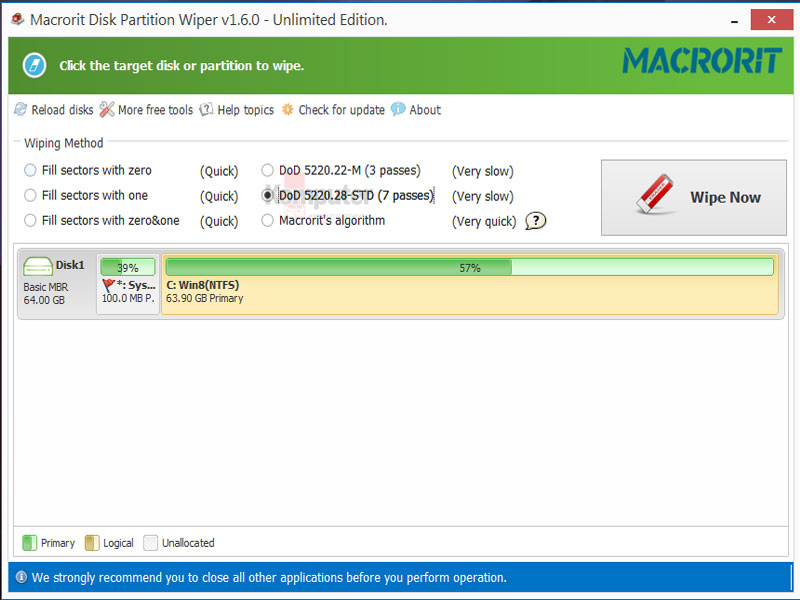 Macrorit Disk Partition Wiper v1.6.0 - Unlimited Edition.
Click the target disk or partition to wipe.
MACRORIT
Reload disks More free tools Help topics Check for update About
Wiping Method
Fill sectors with zero (Quick) DoD 5220.22-M (3 passes) (Very slow)
Fill sectors with one (Quick) DoD 5220.28-STD (7 passes) (Very slow)
Fill sectors with zero&one (Quick) Macrorit's algorithm (Very quick) ?
Wipe Now
Disk1
Basic MBR
64.00 GB
39%
*: Sys...
100.0 MB P.
57%
C: Win8(NTFS)
63.90 GB Primary
Primary Logical Unallocated
We strongly recommend you to close all other applications before you perform operation.